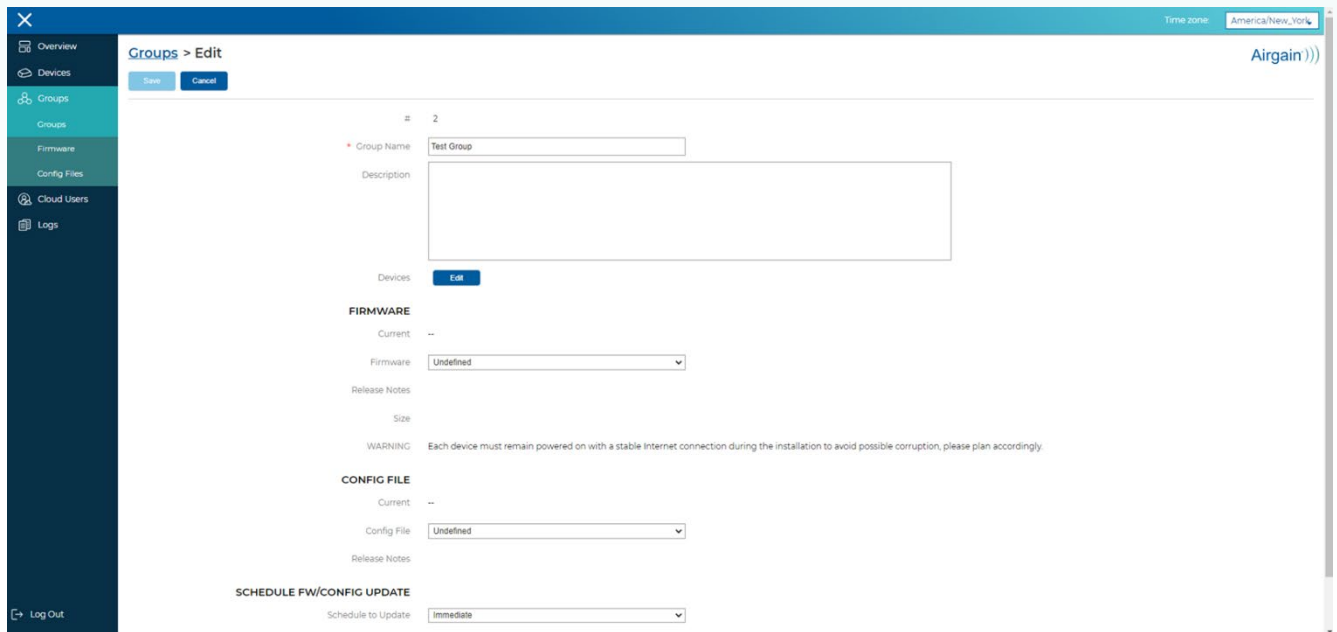 Time zone: America/New_York
Overview
Devices
Groups
Groups
Firmware
Config Files
Cloud Users
Logs
Log Out
Groups > Edit
Airgain
Save Cancel
# 2
* Group Name Test Group
Description
Devices Edit
FIRMWARE
Current --
Firmware Undefined
Release Notes
Size
WARNING Each device must remain powered on with a stable Internet connection during the installation to avoid possible corruption, please plan accordingly.
CONFIG FILE
Current --
Config File Undefined
Release Notes
SCHEDULE FW/CONFIG UPDATE
Schedule to Update Immediate